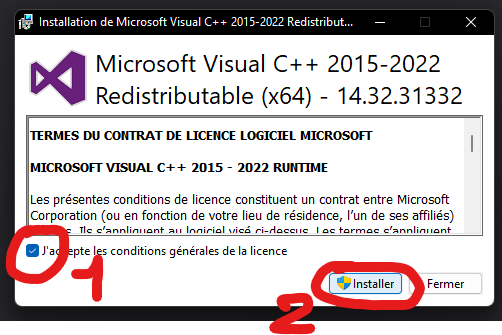 Installation de Microsoft Visual C++ 2015-2022 Redistribut...
Microsoft Visual C++ 2015-2022
Redistributable (x64) - 14.32.31332
TERMES DU CONTRAT DE LICENCE LOGICIEL MICROSOFT
MICROSOFT VISUAL C++ 2015 - 2022 RUNTIME
Les présentes conditions de licence constituent un contrat entre Microsoft
Corporation (ou en fonction de votre lieu de résidence, l'un de ses affiliés)
Ils s'appliquent au logiciel visé ci-dessus. Les termes s'appliquent
J'accepte les conditions générales de la licence
1
2
Installer
Fermer